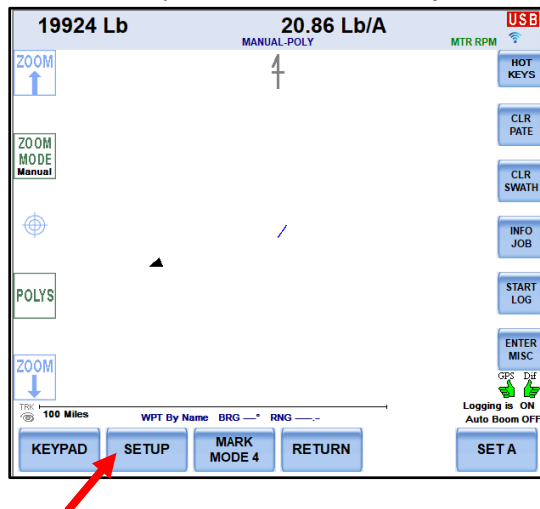 19924 Lb
20.86 Lb/A
USB
MANUAL-POLY
MTR RPM
ZOOM
HOT
KEYS
CLR
PATE
ZOOM
MODE
Manual
CLR
SWATH
INFO
JOB
POLYS
START
LOG
ENTER
MISC
ZOOM
GPS Dif
TRK
100 Miles
WPT By Name BRG —° RNG —–.-
Logging is ON
Auto Boom OFF
KEYPAD
SETUP
MARK
MODE 4
RETURN
SET A